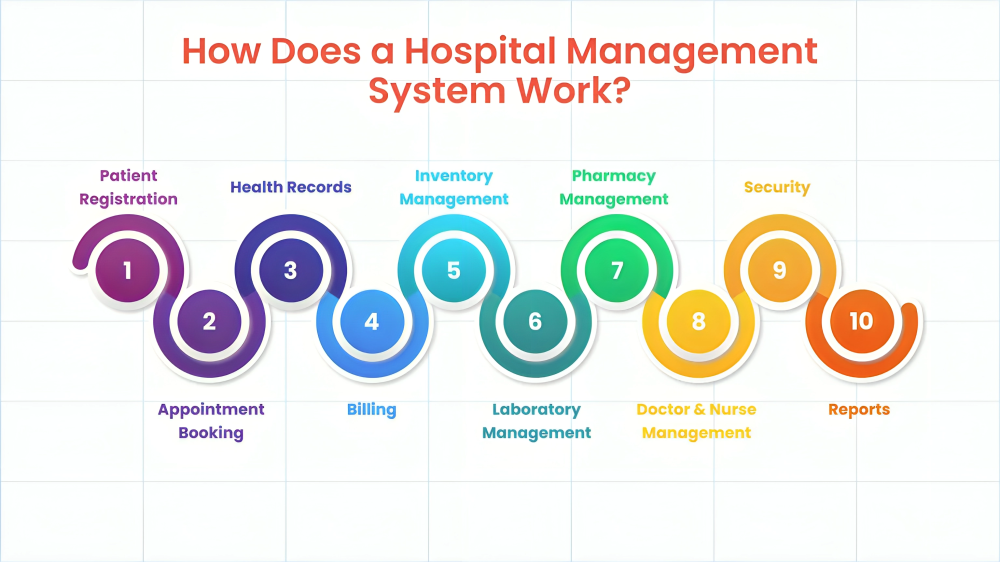 How Does a Hospital Management
System Work?
Patient
Registration
1
Appointment
Booking
2
Health Records
3
Billing
4
Inventory
Management
5
Laboratory
Management
6
Pharmacy
Management
7
Doctor & Nurse
Management
8
Security
9
Reports
10